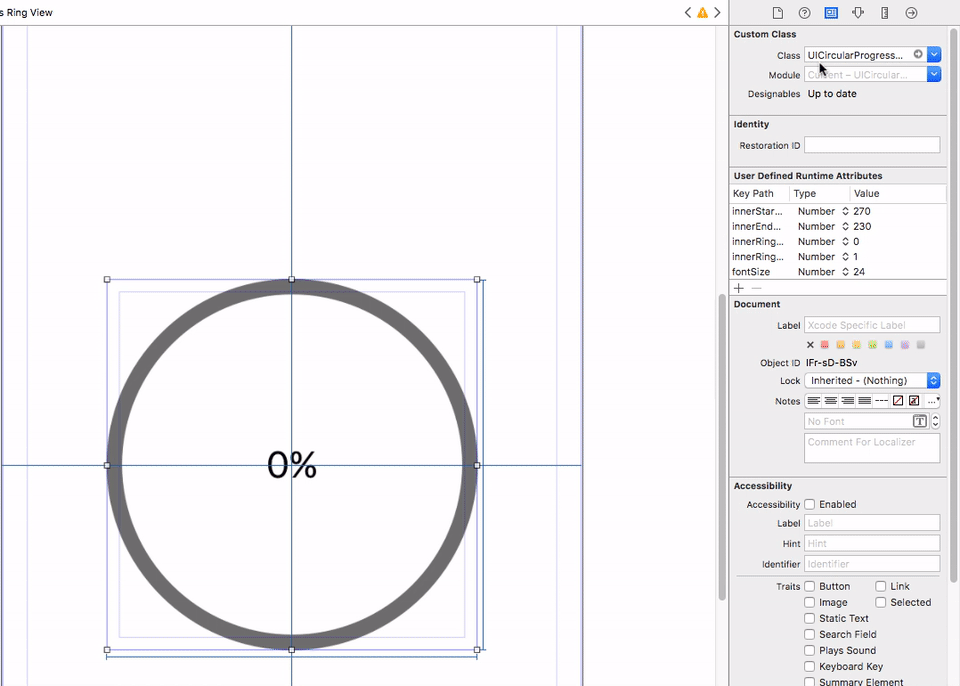 s Ring View
Custom Class
Class UICircularProgress...
Module Current – UICircular...
Designables Up to date
Identity
Restoration ID
User Defined Runtime Attributes
Key Path Type Value
innerStar... Number 270
innerEnd... Number 230
innerRing... Number 0
innerRing... Number 1
fontSize Number 24
+ −
Document
Label Xcode Specific Label
Object ID IFr-sD-BSv
Lock Inherited - (Nothing)
Notes
No Font T
Comment For Localizer
Accessibility
Accessibility Enabled
Label Label
Hint Hint
Identifier Identifier
Traits Button Link
Image Selected
Static Text
Search Field
Plays Sound
Keyboard Key
Summary Element
0%